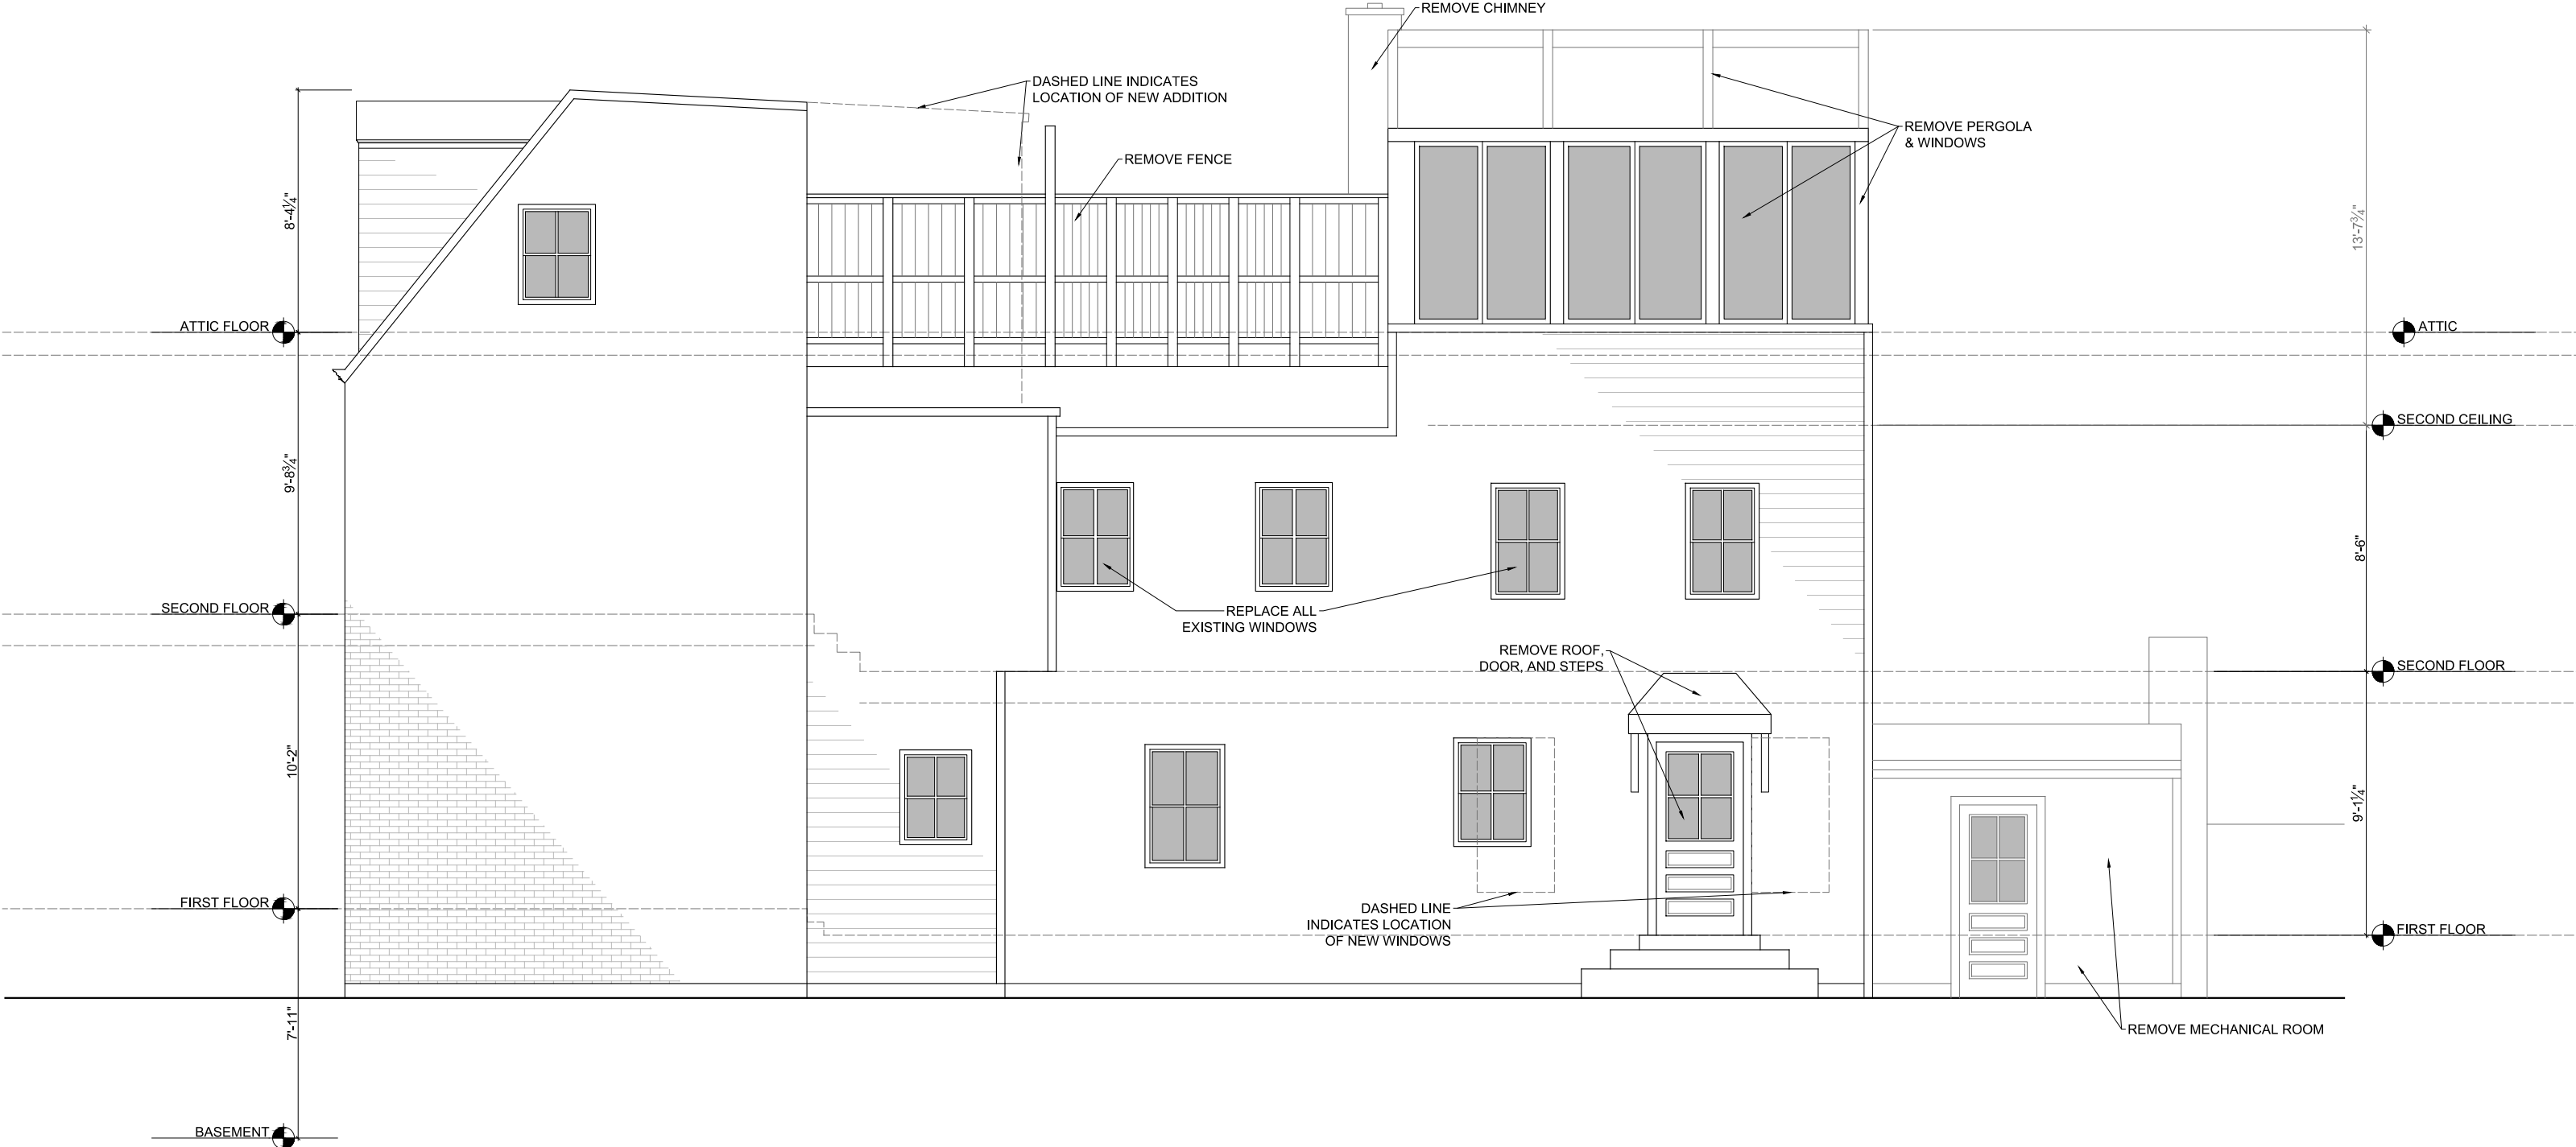 REMOVE CHIMNEY
DASHED LINE INDICATES
LOCATION OF NEW ADDITION
REMOVE FENCE
REMOVE PERGOLA
& WINDOWS
8'-4¼"
13'-7¾"
ATTIC FLOOR
ATTIC
SECOND CEILING
9'-8¾"
8'-6"
SECOND FLOOR
REPLACE ALL
EXISTING WINDOWS
REMOVE ROOF,
DOOR, AND STEPS
SECOND FLOOR
10'-2"
9'-1¼"
FIRST FLOOR
DASHED LINE
INDICATES LOCATION
OF NEW WINDOWS
FIRST FLOOR
7'-11"
REMOVE MECHANICAL ROOM
BASEMENT